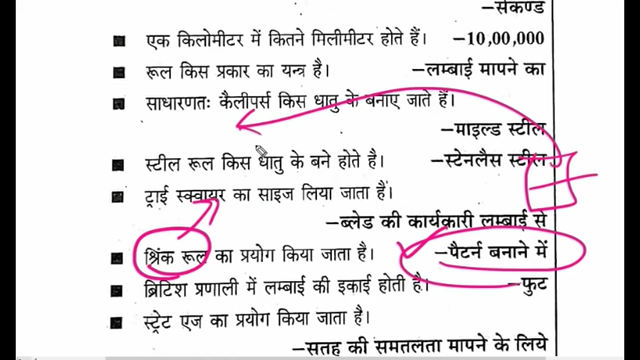 –सेकण्ड
■ एक किलोमीटर में कितने मिलीमीटर होते हैं। –10,00,000
■ रूल किस प्रकार का यन्त्र है। –लम्बाई मापने का
■ साधारणतः कैलीपर्स किस धातु के बनाए जाते हैं।
–माइल्ड स्टील
■ स्टील रूल किस धातु के बने होते है। –स्टेनलैस स्टील
■ ट्राई स्क्वायर का साइज लिया जाता हैं।
–ब्लेड की कार्यकारी लम्बाई से
■ श्रिंक रूल का प्रयोग किया जाता है। –पैटर्न बनाने में
■ ब्रिटिश प्रणाली में लम्बाई की इकाई होती है। –फुट
■ स्ट्रेट एज का प्रयोग किया जाता है।
–सतह की समतलता मापने के लिये